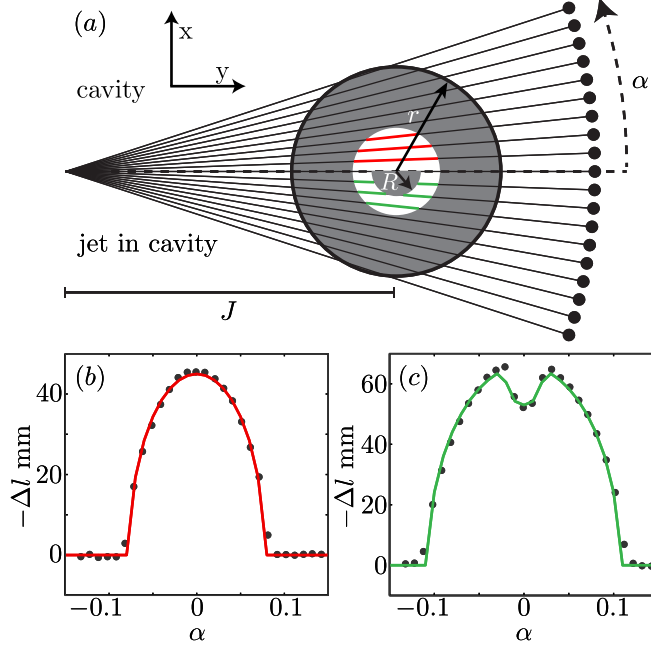 (a)
x
y
cavity
α
r
R
jet in cavity
J
(b)
(c)
40
20
0
−Δl mm
−0.1
0
0.1
α
60
40
20
0
−Δl mm
−0.1
0
0.1
α